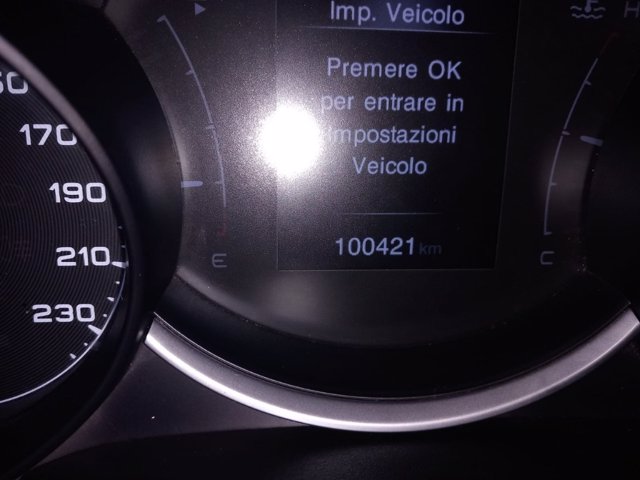 Imp. Veicolo
H
Premere OK
per entrare in
Impostazioni
Veicolo
170
190
210
230
100421 km
E
C